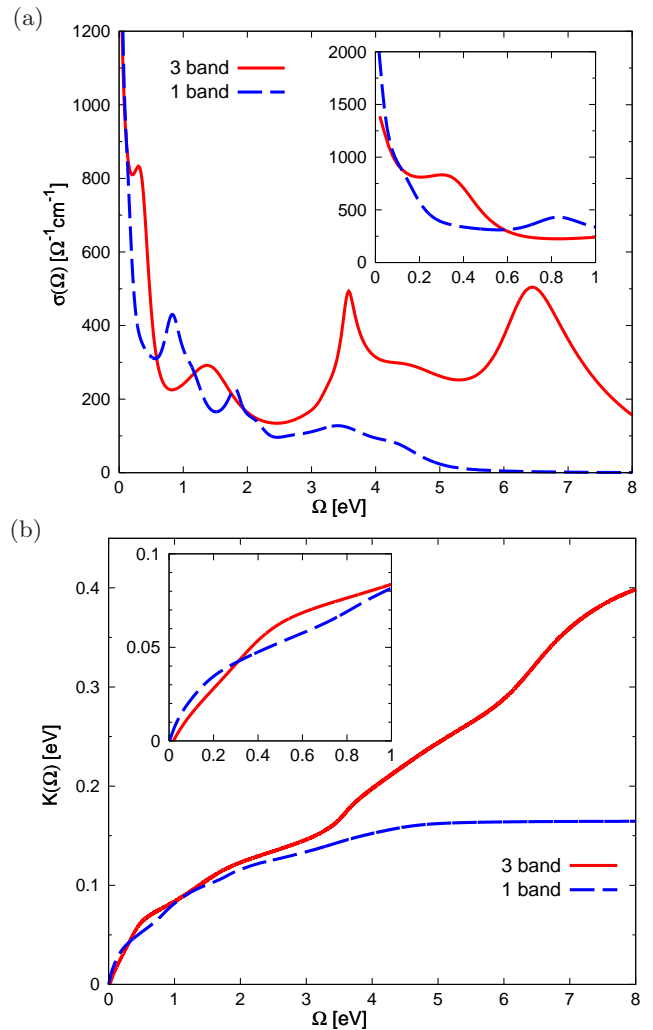 (a)
1200
1000
800
600
400
200
0
σ(Ω) [Ω⁻¹cm⁻¹]
3 band
1 band
2000
1500
1000
500
0
0 0.2 0.4 0.6 0.8 1
0 1 2 3 4 5 6 7 8
Ω [eV]
(b)
0.4
0.3
0.2
0.1
0
K(Ω) [eV]
0.1
0.05
0
0 0.2 0.4 0.6 0.8 1
3 band
1 band
0 1 2 3 4 5 6 7 8
Ω [eV]